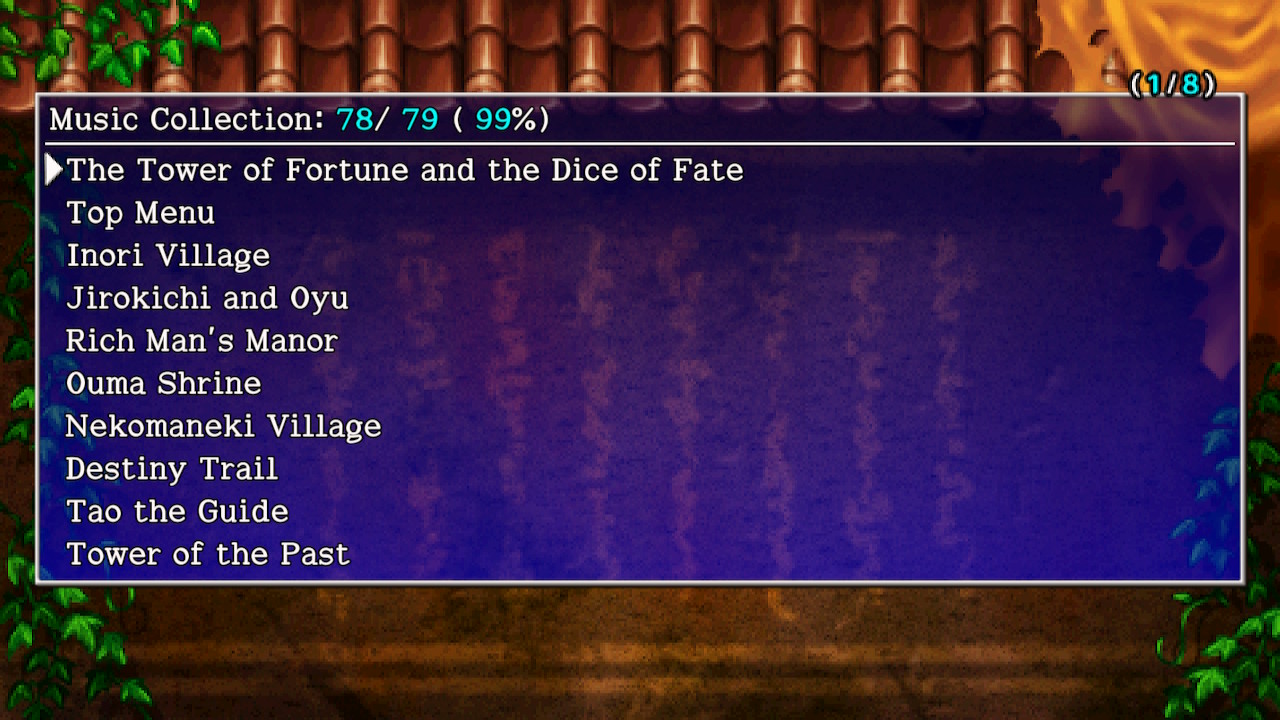 (1/8)
Music Collection: 78/ 79 ( 99%)
The Tower of Fortune and the Dice of Fate
Top Menu
Inori Village
Jirokichi and Oyu
Rich Man's Manor
Ouma Shrine
Nekomaneki Village
Destiny Trail
Tao the Guide
Tower of the Past